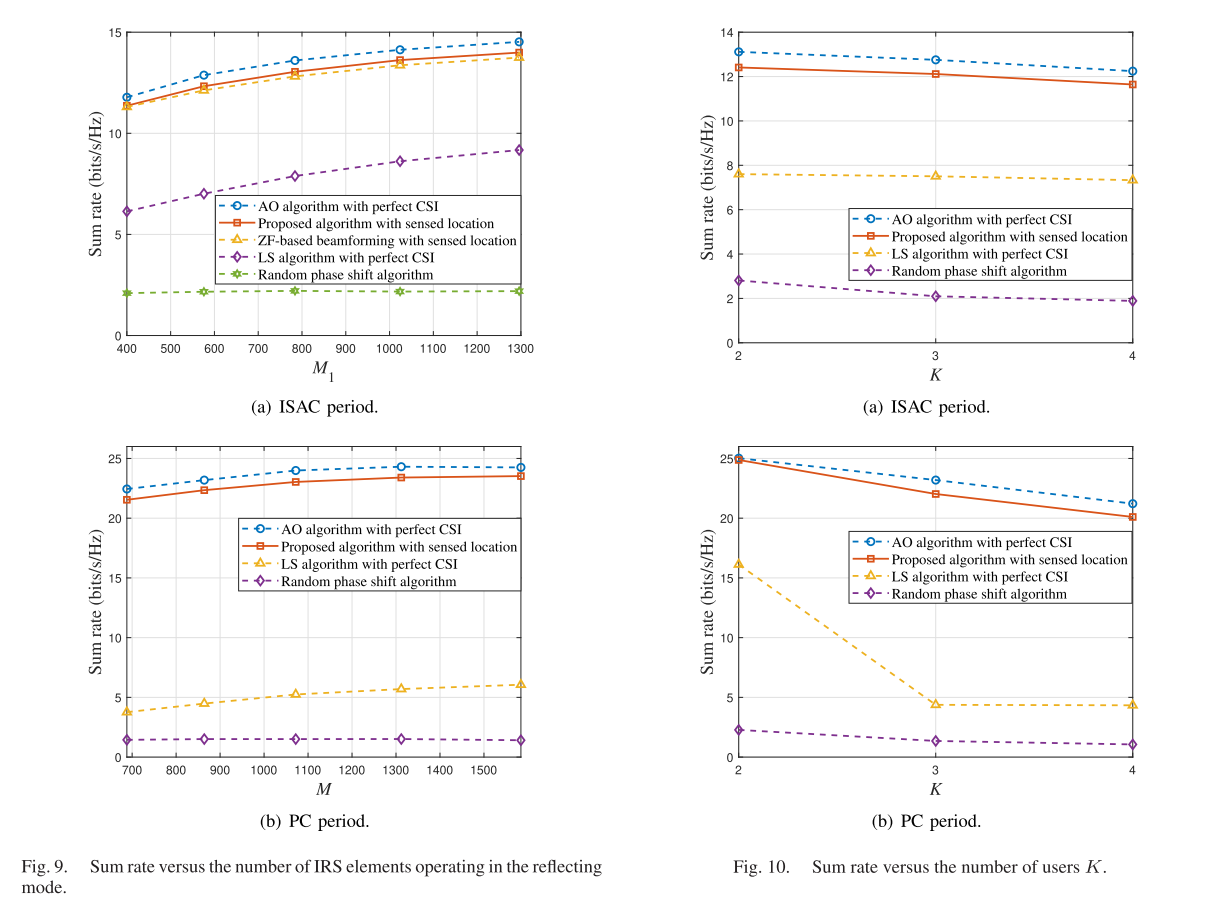 15
10
5
0
400 500 600 700 800 900 1000 1100 1200 1300
Sum rate (bits/s/Hz)
M1
AO algorithm with perfect CSI
Proposed algorithm with sensed location
ZF-based beamforming with sensed location
LS algorithm with perfect CSI
Random phase shift algorithm
(a) ISAC period.
25
20
15
10
5
0
700 800 900 1000 1100 1200 1300 1400 1500
Sum rate (bits/s/Hz)
M
AO algorithm with perfect CSI
Proposed algorithm with sensed location
LS algorithm with perfect CSI
Random phase shift algorithm
(b) PC period.
Fig. 9. Sum rate versus the number of IRS elements operating in the reflecting
mode.
14
12
10
8
6
4
2
0
2 3 4
Sum rate (bits/s/Hz)
K
AO algorithm with perfect CSI
Proposed algorithm with sensed location
LS algorithm with perfect CSI
Random phase shift algorithm
(a) ISAC period.
25
20
15
10
5
0
2 3 4
Sum rate (bits/s/Hz)
K
AO algorithm with perfect CSI
Proposed algorithm with sensed location
LS algorithm with perfect CSI
Random phase shift algorithm
(b) PC period.
Fig. 10. Sum rate versus the number of users K.